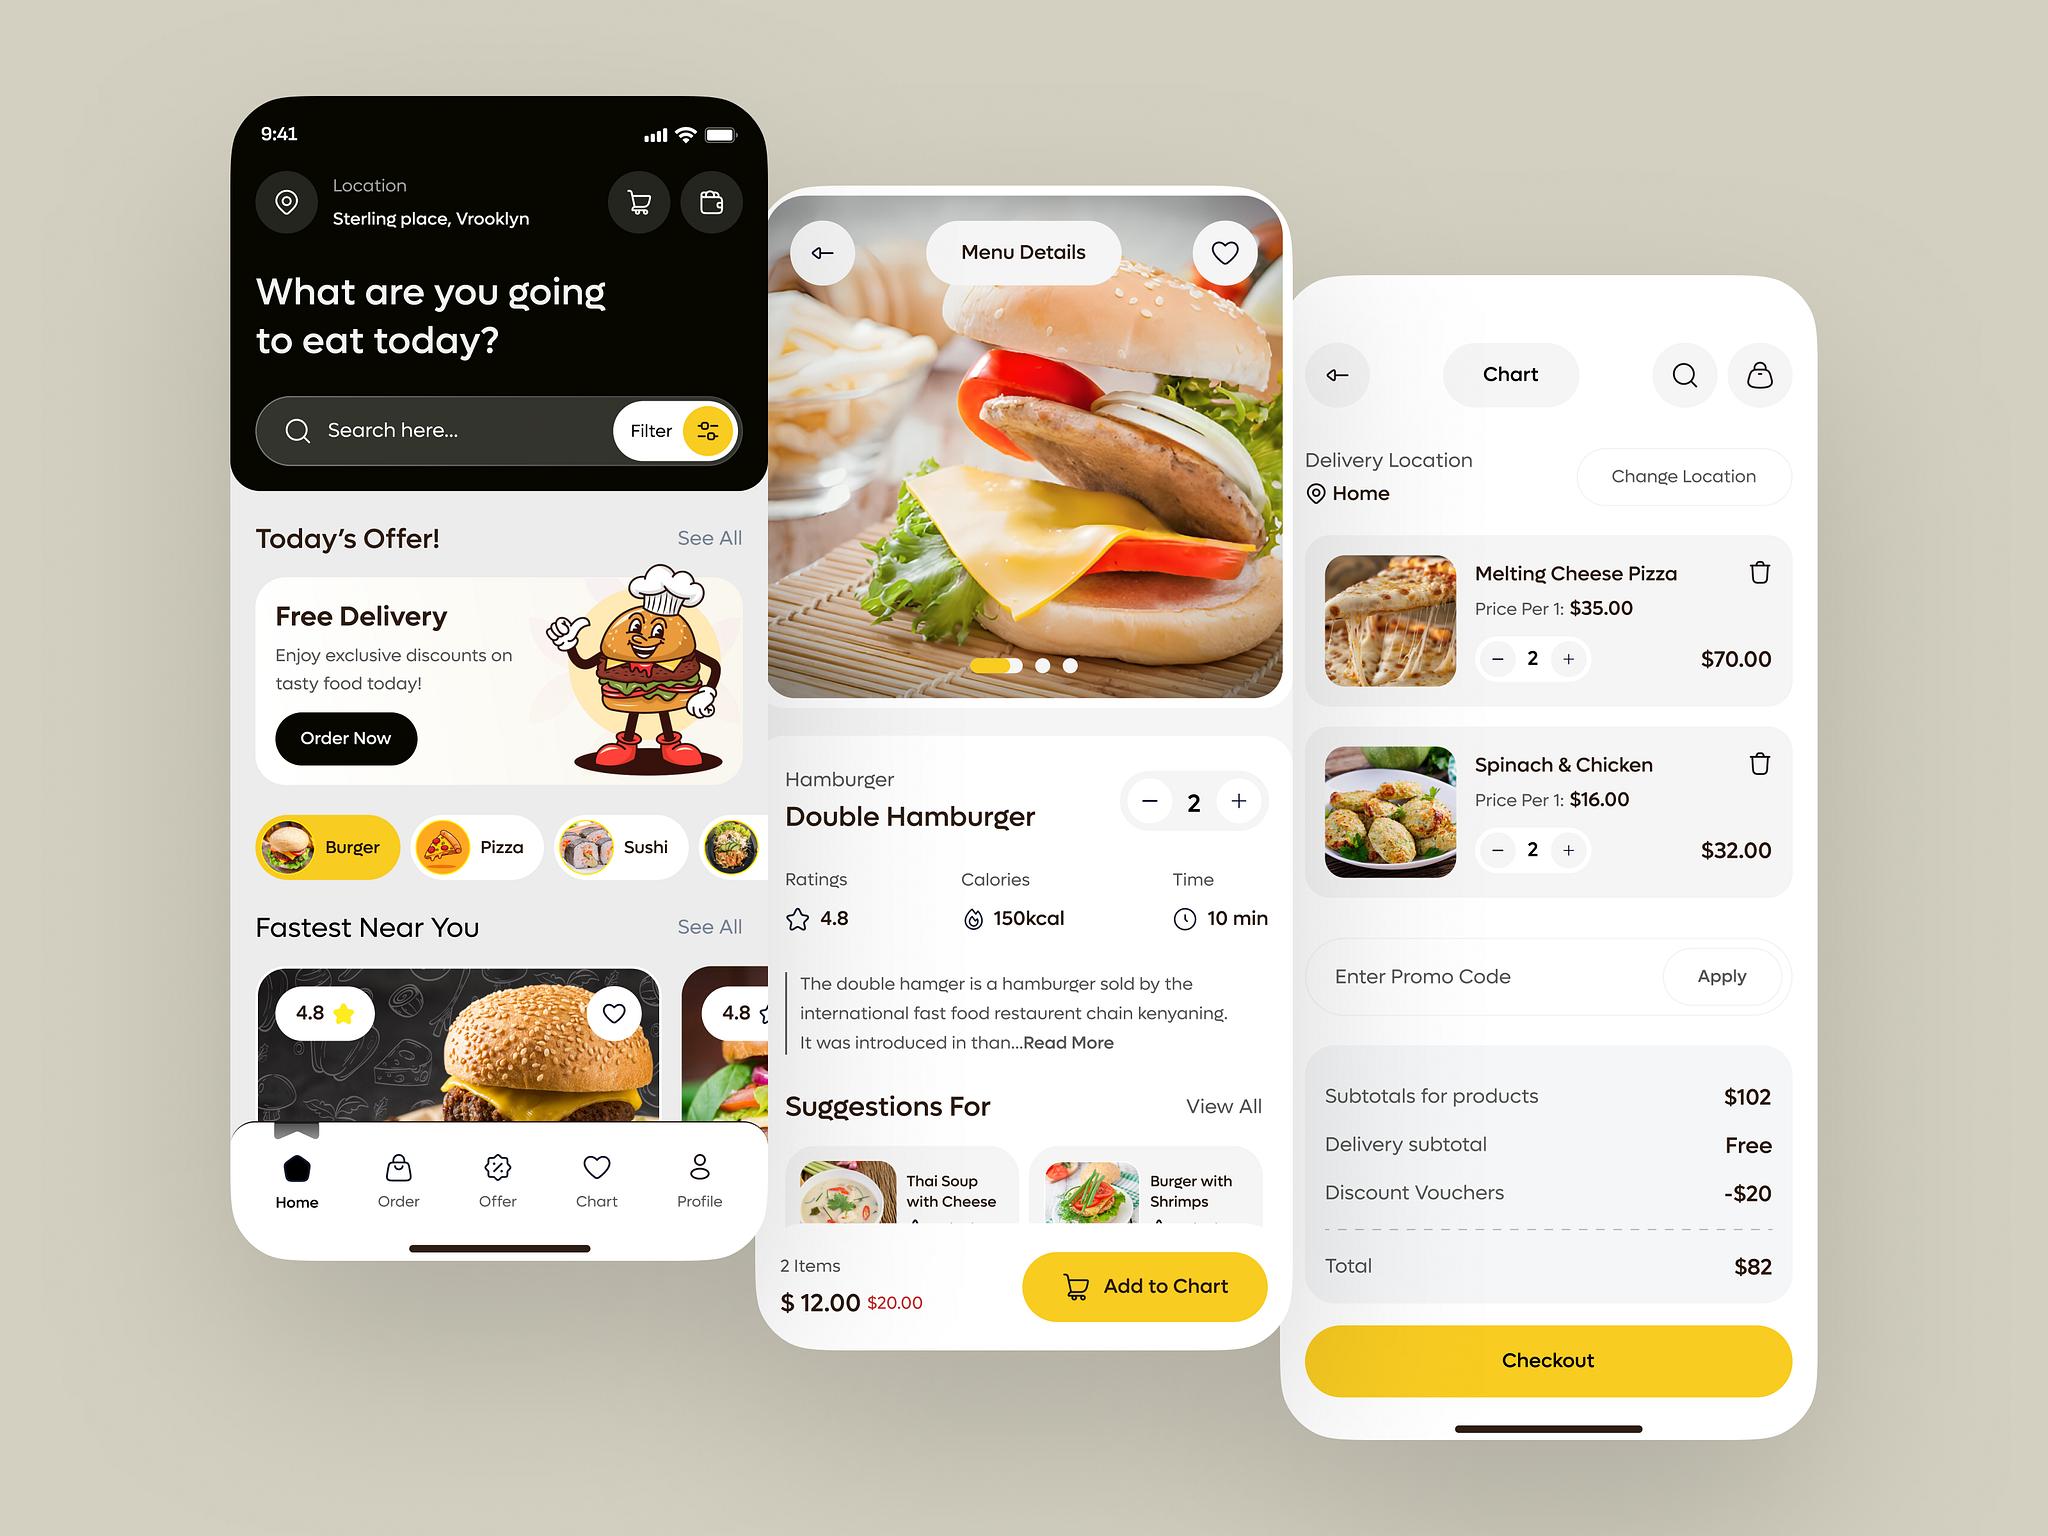 9:41
Location
Sterling place, Vrooklyn
What are you going
to eat today?
Search here...
Filter
Today's Offer!
See All
Free Delivery
Enjoy exclusive discounts on
tasty food today!
Order Now
Burger
Pizza
Sushi
Fastest Near You
See All
4.8
4.8
Home
Order
Offer
Chart
Profile
Menu Details
Hamburger
Double Hamburger
2
Ratings
Calories
Time
4.8
150kcal
10 min
The double hamger is a hamburger sold by the
international fast food restaurent chain kenyaning.
It was introduced in than...Read More
Suggestions For
View All
Thai Soup
with Cheese
Burger with
Shrimps
2 Items
$ 12.00 $20.00
Add to Chart
Chart
Delivery Location
Home
Change Location
Melting Cheese Pizza
Price Per 1: $35.00
2
$70.00
Spinach & Chicken
Price Per 1: $16.00
2
$32.00
Enter Promo Code
Apply
Subtotals for products
$102
Delivery subtotal
Free
Discount Vouchers
-$20
Total
$82
Checkout